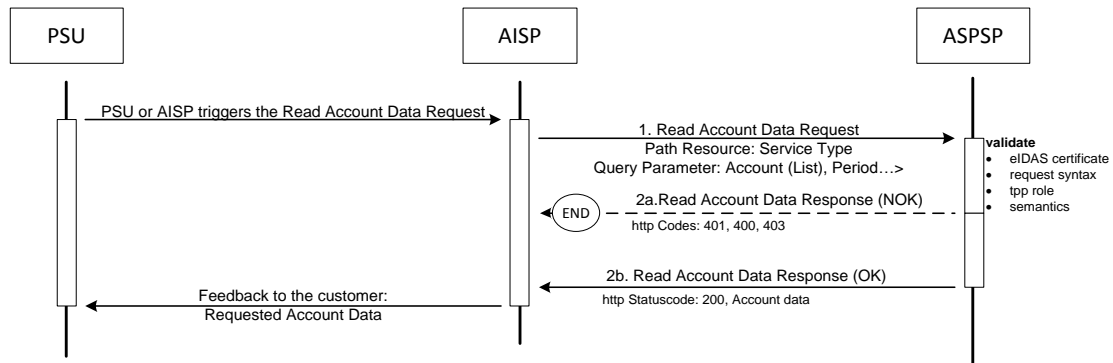 PSU
AISP
ASPSP
PSU or AISP triggers the Read Account Data Request
1. Read Account Data Request
Path Resource: Service Type
Query Parameter: Account (List), Period…>
validate
• eIDAS certificate
• request syntax
• tpp role
• semantics
END
2a.Read Account Data Response (NOK)
http Codes: 401, 400, 403
2b. Read Account Data Response (OK)
http Statuscode: 200, Account data
Feedback to the customer:
Requested Account Data